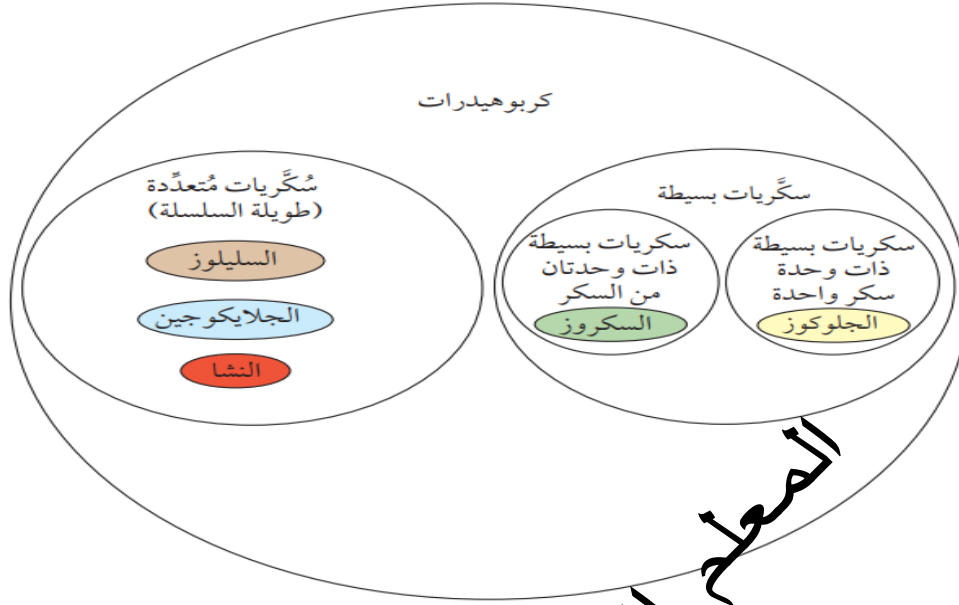 كربوهيدرات
سكَّريات بسيطة
سكريات بسيطة
ذات وحدة
سكر واحدة
الجلوكوز
سكريات بسيطة
ذات وحدتان
من السكر
السكروز
سُكَّريات مُتعدِّدة
(طويلة السلسلة)
السليلوز
الجلايكوجين
النشا
المعلم